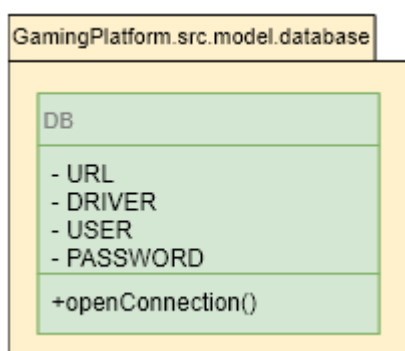 GamingPlatform.src.model.database
DB
- URL
- DRIVER
- USER
- PASSWORD
+openConnection()